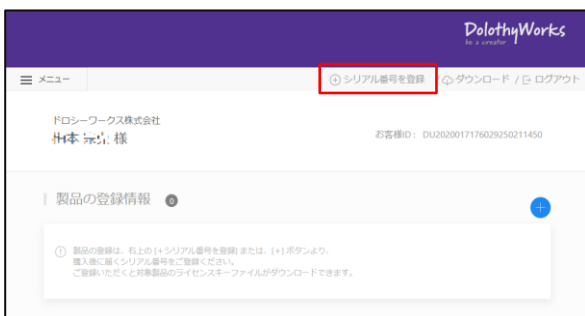 DolothyWorks
be a creator
メニュー
シリアル番号を登録 / ダウンロード / ログアウト
ドロシーワークス株式会社
様
お客様ID： DU2020017176029250211450
製品の登録情報 0
製品の登録は、右上の [+ シリアル番号を登録] または、[+] ボタンより、
購入後に届くシリアル番号をご登録ください。
ご登録いただくと対象製品のライセンスキーファイルがダウンロードできます。